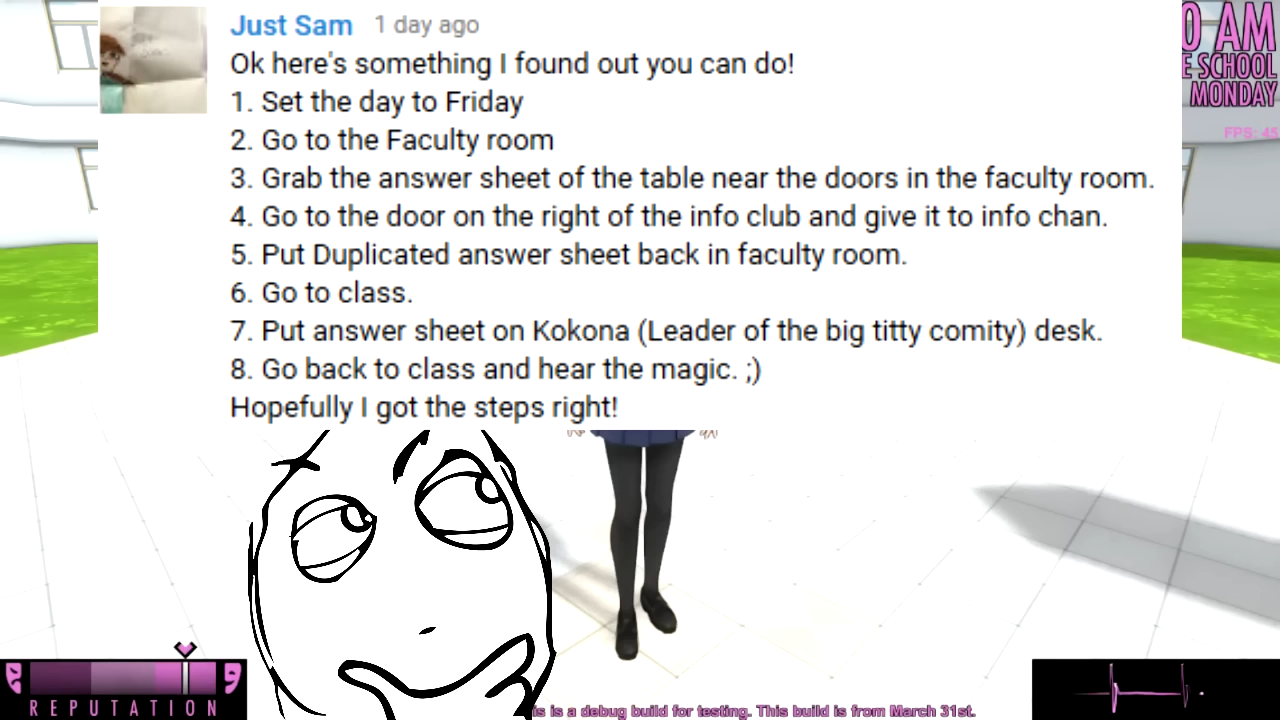 Just Sam 1 day ago
Ok here's something I found out you can do!
1. Set the day to Friday
2. Go to the Faculty room
3. Grab the answer sheet of the table near the doors in the faculty room.
4. Go to the door on the right of the info club and give it to info chan.
5. Put Duplicated answer sheet back in faculty room.
6. Go to class.
7. Put answer sheet on Kokona (Leader of the big titty comity) desk.
8. Go back to class and hear the magic. ;)
Hopefully I got the steps right!
0 AM
E SCHOOL
MONDAY
FPS: 45
REPUTATION
is is a debug build for testing. This build is from March 31st.